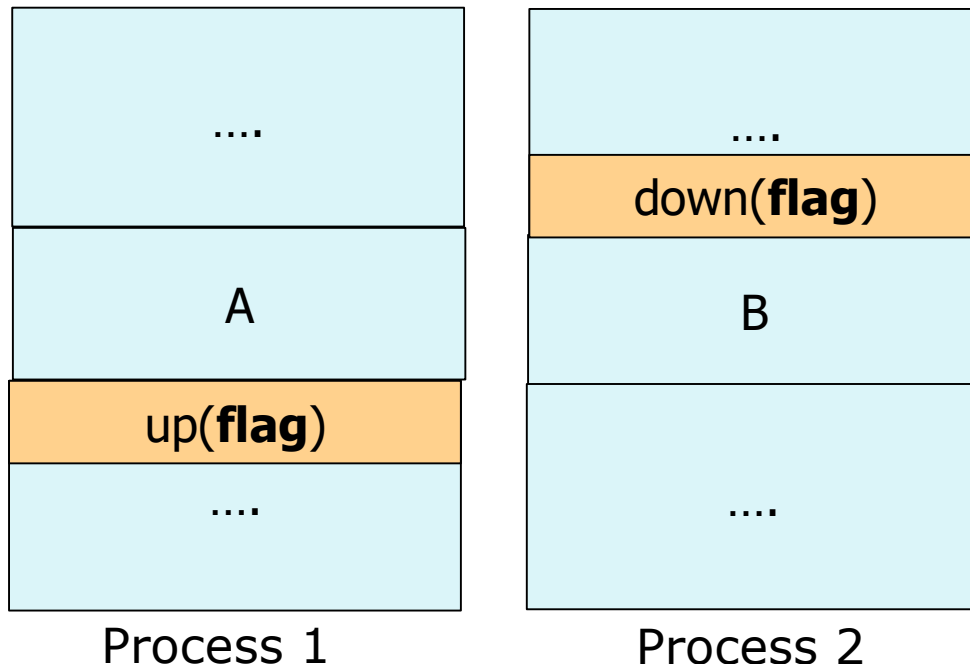 ....
A
up(flag)
....
Process 1
....
down(flag)
B
....
Process 2